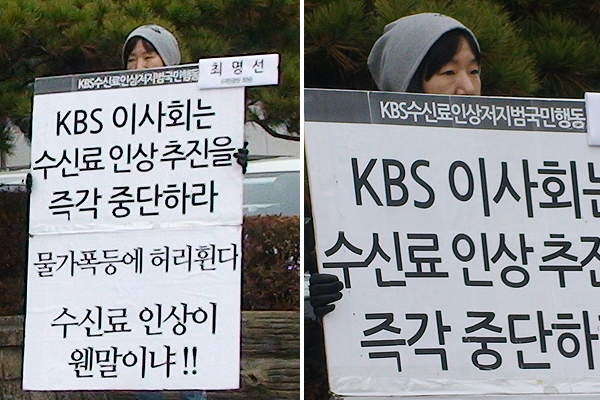 KBS수신료인상저지범국민행동
최 명 선
KBS 이사회는
수신료 인상 추진을
즉각 중단하라
물가폭등에 허리휜다
수신료 인상이
웬말이냐!!
KBS수신료인상저지범국민행동
KBS 이사회는
수신료 인상 추진
즉각 중단하